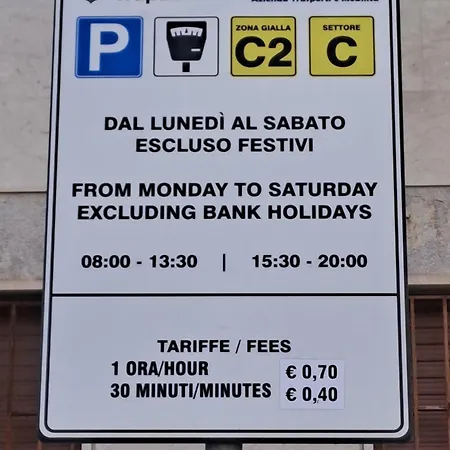 P
ZONA GIALLA
C2
SETTORE
C
DAL LUNEDÌ AL SABATO
ESCLUSO FESTIVI
FROM MONDAY TO SATURDAY
EXCLUDING BANK HOLIDAYS
08:00 - 13:30 | 15:30 - 20:00
TARIFFE / FEES
1 ORA/HOUR € 0,70
30 MINUTI/MINUTES € 0,40